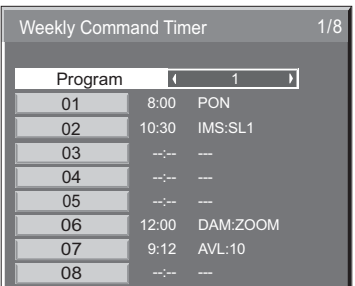 Weekly Command Timer 1/8
Program 1
01 8:00 PON
02 10:30 IMS:SL1
03 --:-- ---
04 --:-- ---
05 --:-- ---
06 12:00 DAM:ZOOM
07 9:12 AVL:10
08 --:-- ---